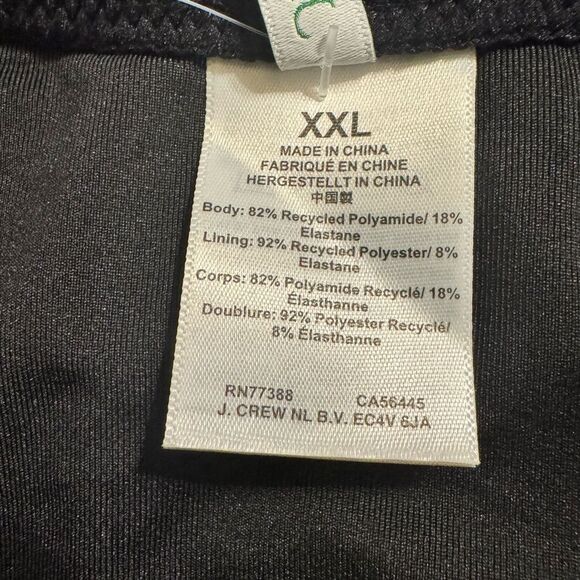 XXL
MADE IN CHINA
FABRIQUÉ EN CHINE
HERGESTELLT IN CHINA
中国製
Body: 82% Recycled Polyamide/ 18%
Elastane
Lining: 92% Recycled Polyester/ 8%
Elastane
Corps: 82% Polyamide Recyclé/ 18%
Élasthanne
Doublure: 92% Polyester Recyclé/
8% Élasthanne
RN77388 CA56445
J. CREW NL B.V. EC4V 6JA